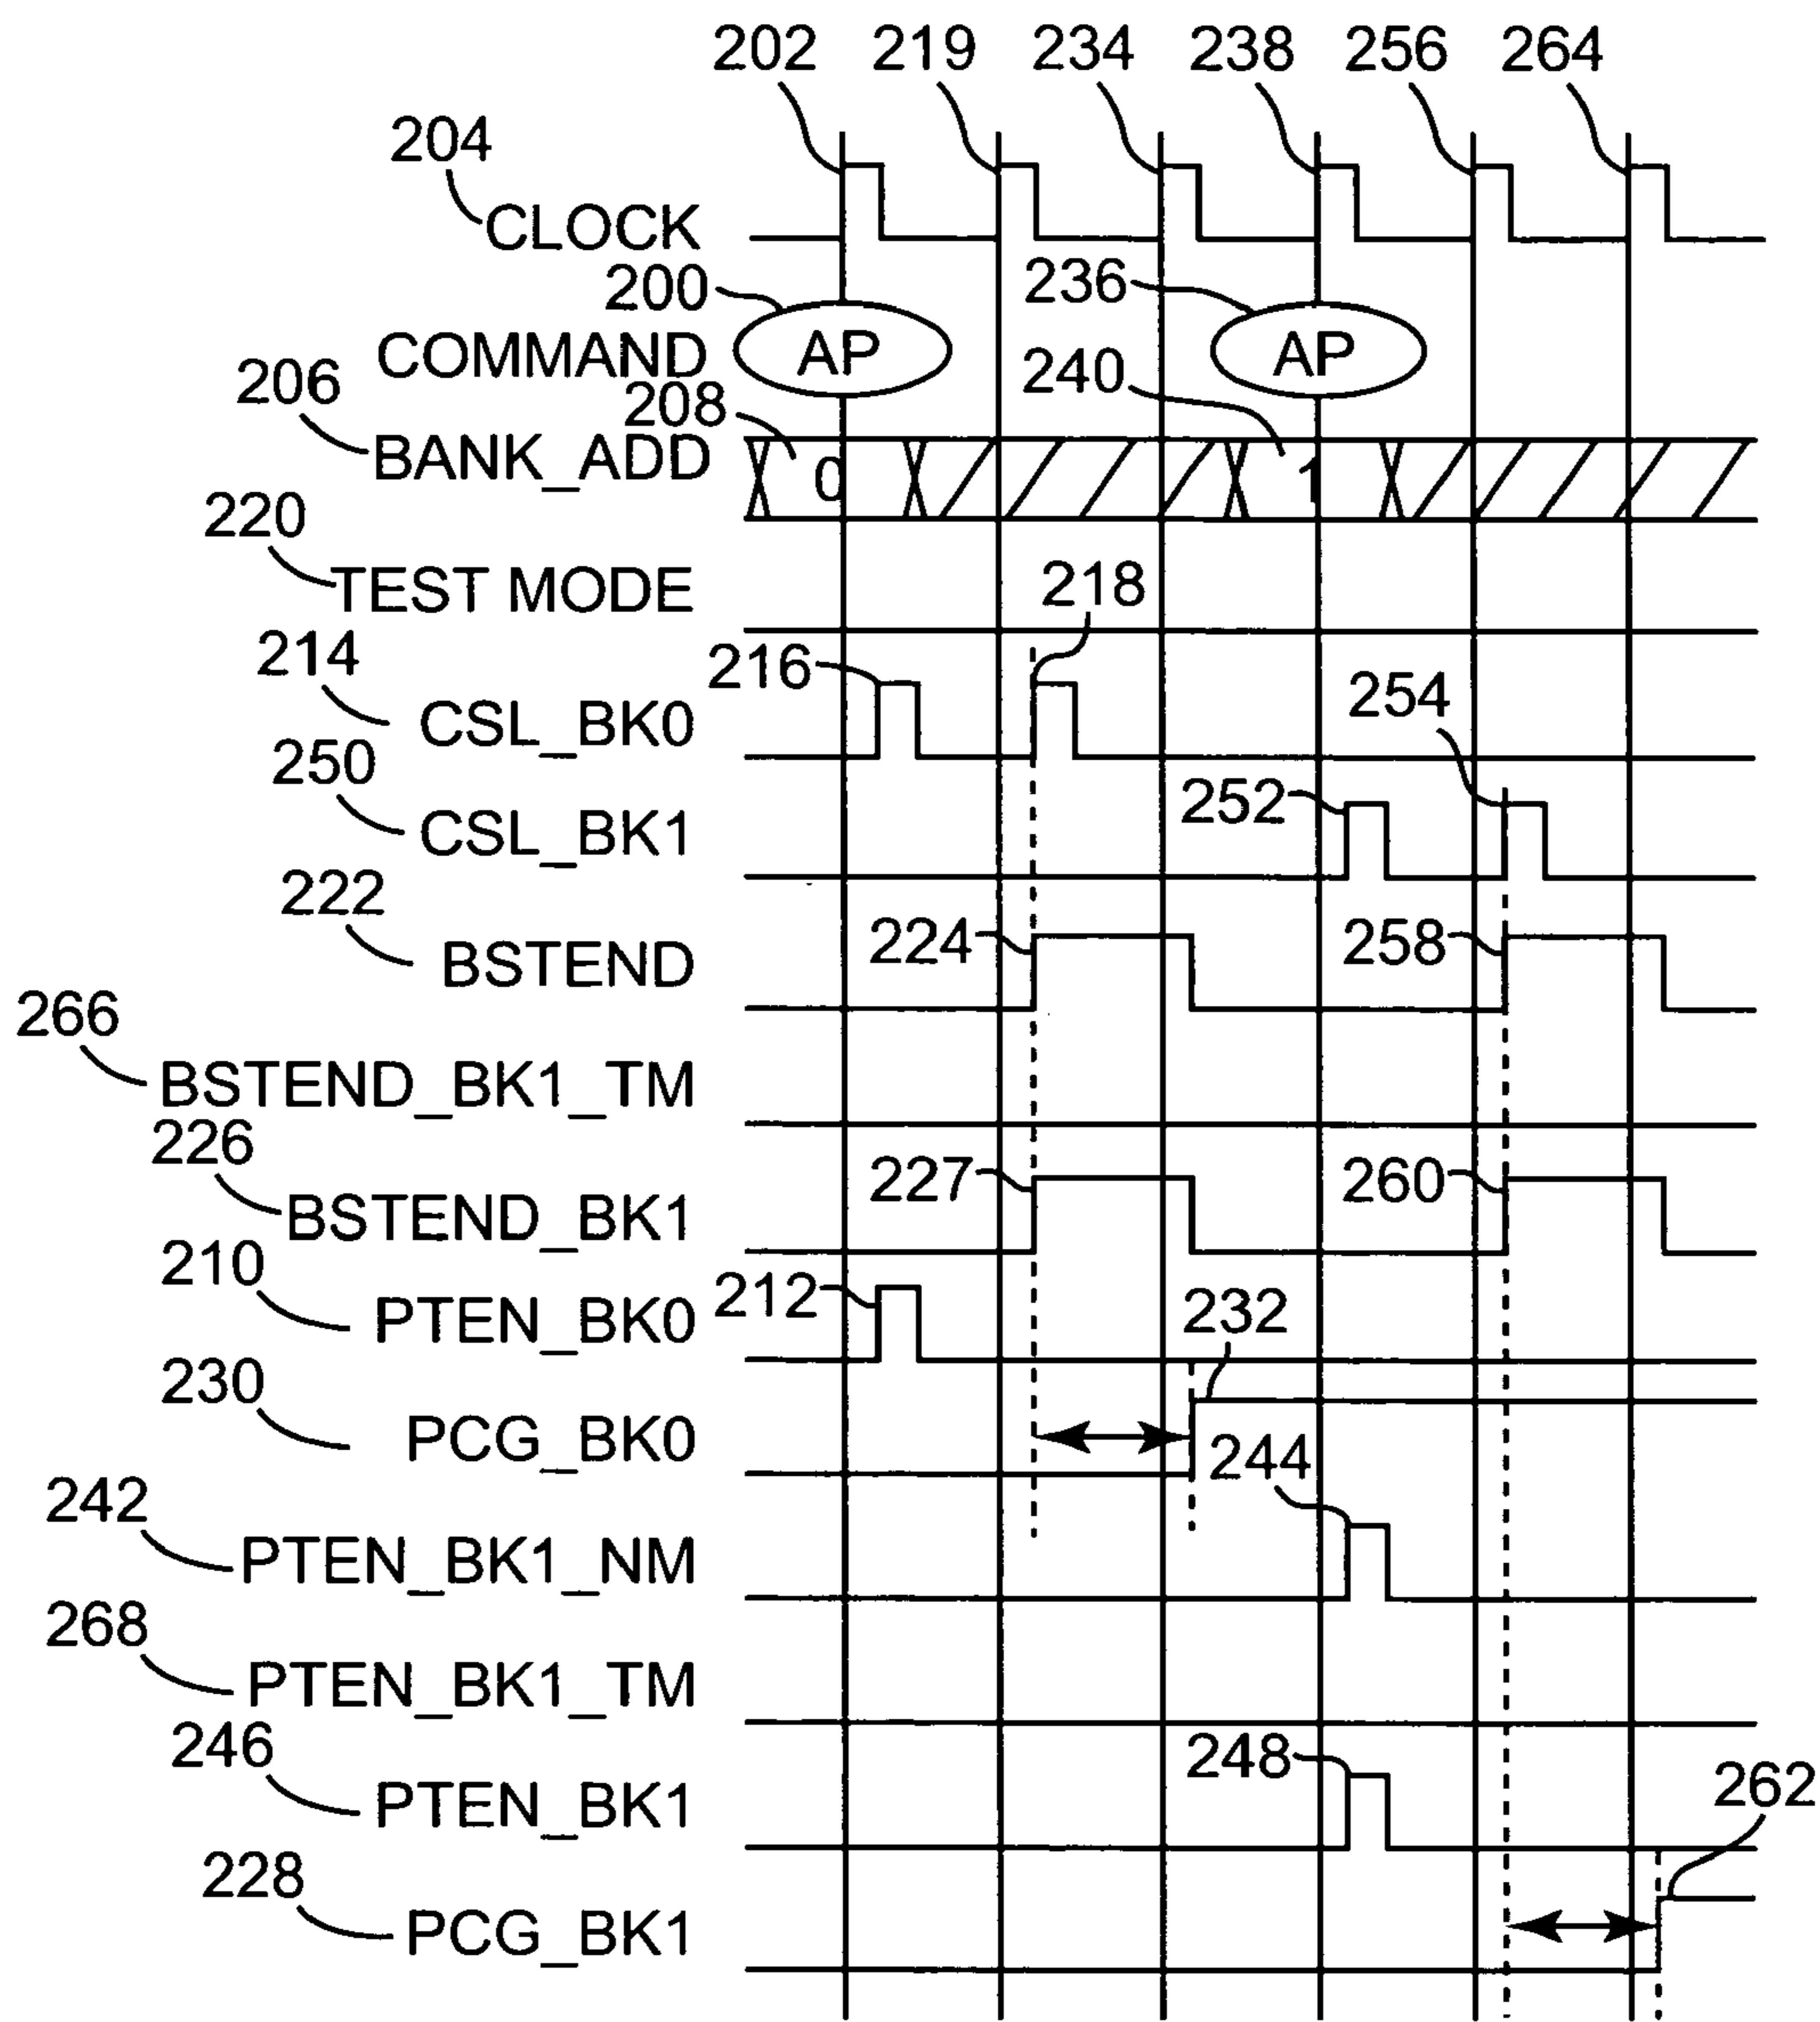 202 219 234 238 256 264
204
CLOCK
200
236
COMMAND AP AP
206
208
240
BANK_ADD 0 1
220
TEST MODE
218
214
216
CSL_BK0
254
250
252
CSL_BK1
222
224
258
BSTEND
266
BSTEND_BK1_TM
226
227
260
BSTEND_BK1
210
212
PTEN_BK0
232
230
PCG_BK0
244
242
PTEN_BK1_NM
268
PTEN_BK1_TM
246
248
PTEN_BK1
262
228
PCG_BK1